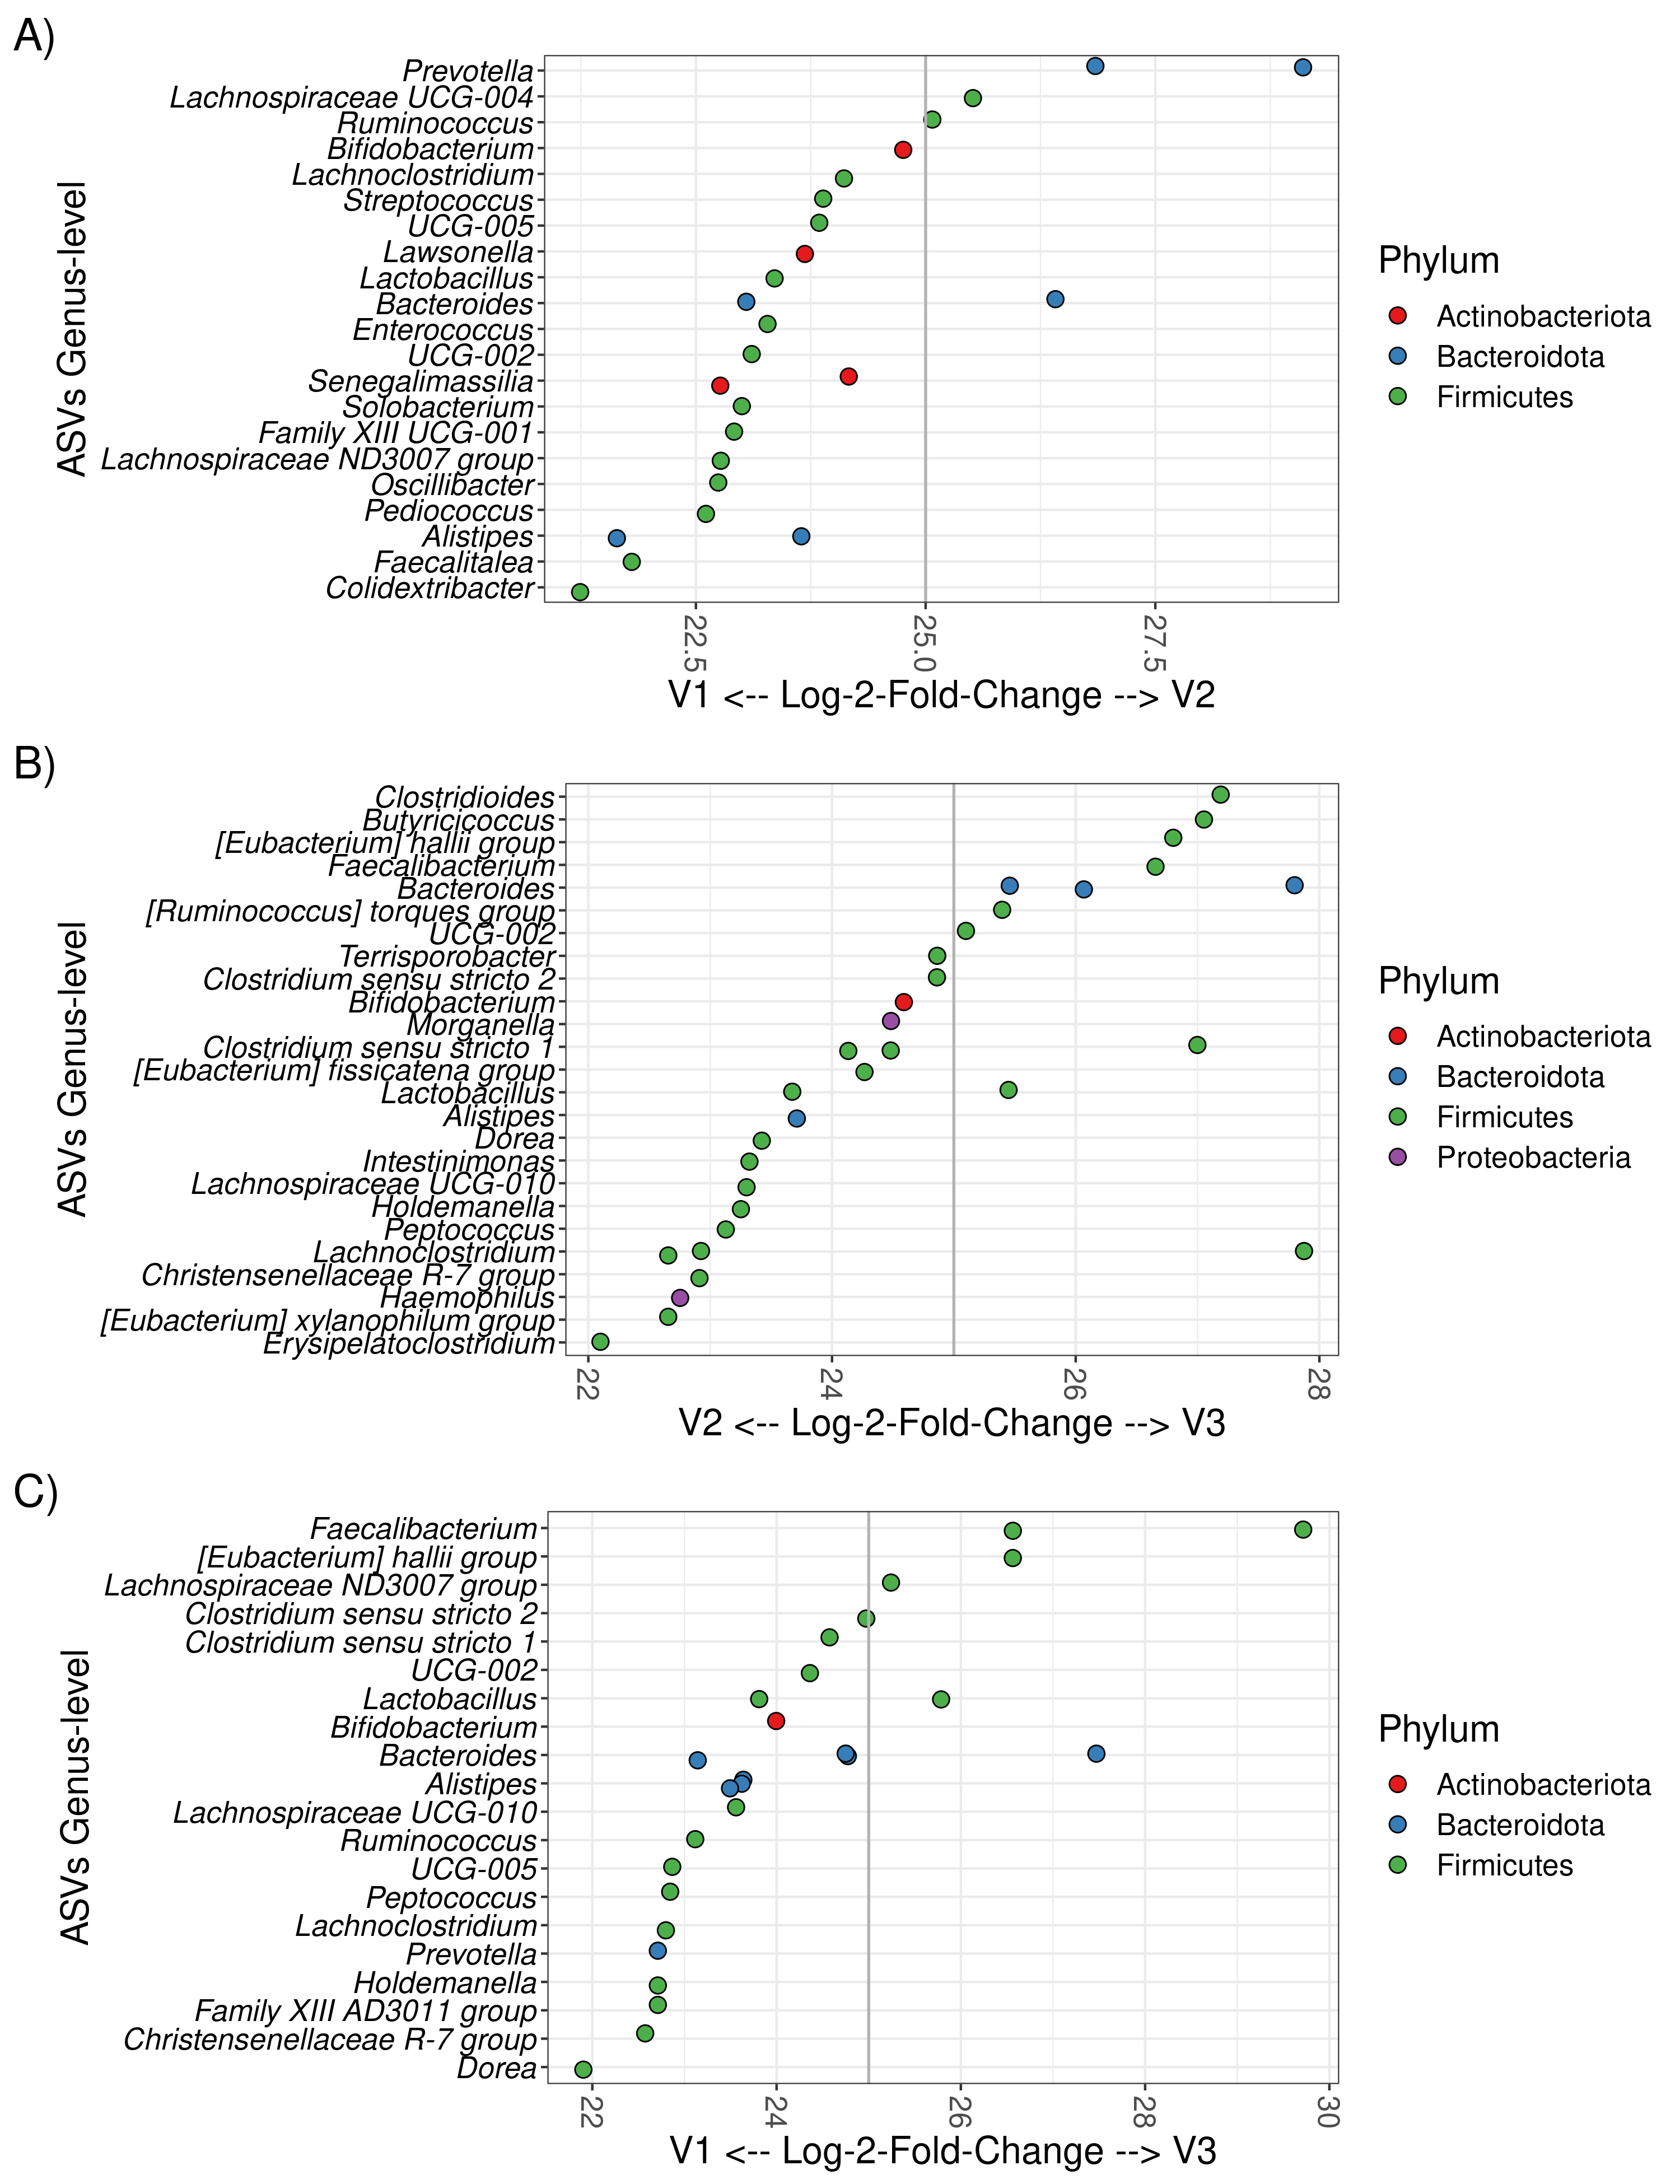 A)
Prevotella
Lachnospiraceae UCG-004
Ruminococcus
Bifidobacterium
Lachnoclostridium
Streptococcus
UCG-005
Lawsonella
Lactobacillus
Bacteroides
Enterococcus
UCG-002
Senegalimassilia
Solobacterium
Family XIII UCG-001
Lachnospiraceae ND3007 group
Oscillibacter
Pediococcus
Alistipes
Faecalitalea
Colidextribacter
ASVs Genus-level
22.5
25.0
27.5
V1 <-- Log-2-Fold-Change --> V2
Phylum
Actinobacteriota
Bacteroidota
Firmicutes
B)
Clostridioides
Butyricicoccus
[Eubacterium] hallii group
Faecalibacterium
Bacteroides
[Ruminococcus] torques group
UCG-002
Terrisporobacter
Clostridium sensu stricto 2
Bifidobacterium
Morganella
Clostridium sensu stricto 1
[Eubacterium] fissicatena group
Lactobacillus
Alistipes
Dorea
Intestinimonas
Lachnospiraceae UCG-010
Holdemanella
Peptococcus
Lachnoclostridium
Christensenellaceae R-7 group
Haemophilus
[Eubacterium] xylanophilum group
Erysipelatoclostridium
ASVs Genus-level
22
24
26
28
V2 <-- Log-2-Fold-Change --> V3
Phylum
Actinobacteriota
Bacteroidota
Firmicutes
Proteobacteria
C)
Faecalibacterium
[Eubacterium] hallii group
Lachnospiraceae ND3007 group
Clostridium sensu stricto 2
Clostridium sensu stricto 1
UCG-002
Lactobacillus
Bifidobacterium
Bacteroides
Alistipes
Lachnospiraceae UCG-010
Ruminococcus
UCG-005
Peptococcus
Lachnoclostridium
Prevotella
Holdemanella
Family XIII AD3011 group
Christensenellaceae R-7 group
Dorea
ASVs Genus-level
22
24
26
28
30
V1 <-- Log-2-Fold-Change --> V3
Phylum
Actinobacteriota
Bacteroidota
Firmicutes